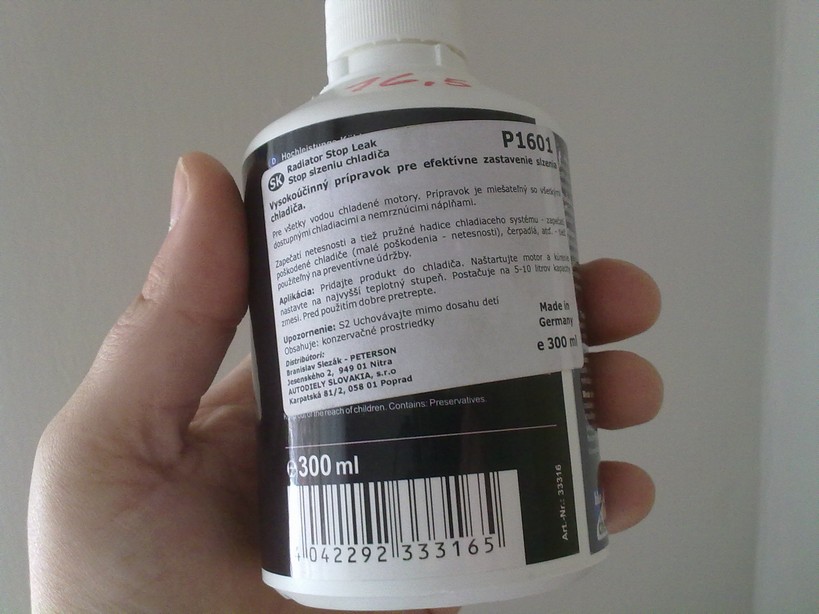 16,5
D Hochleistungs-
P1601
SK Radiator Stop Leak
Stop slzeniu chladiča
Vysokoúčinný prípravok pre efektívne zastavenie slzenia
chladiča.
Pre všetky vodou chladené motory. Prípravok je miešateľný so
dostupnými chladiacimi a nemrznúcimi náplňami.
Zapečatí netesnosti a tiež pružné hadice chladiaceho systému -
poškodené chladiče (malé poškodenia - netesnosti), čerpadlá, atď. -
použiteľný na preventívne údržby.
Aplikácia: Pridajte produkt do chladiča. Naštartujte motor a
nastavte na najvyšší teplotný stupeň. Postačuje na 5-10 litrov
zmesi. Pred použitím dobre pretrepte.
Upozornenie: S2 Uchovávajte mimo dosahu detí
Obsahuje: konzervačné prostriedky
Made in
Germany
e 300 ml
Distribútori:
Branislav Slezák - PETERSON
Jesenského 2, 949 01 Nitra
AUTODIELY SLOVAKIA, s.r.o
Karpatská 81/2, 058 01 Poprad
of the reach of children. Contains: Preservatives.
300 ml
4 042292 333165
Art.-Nr.: 33316